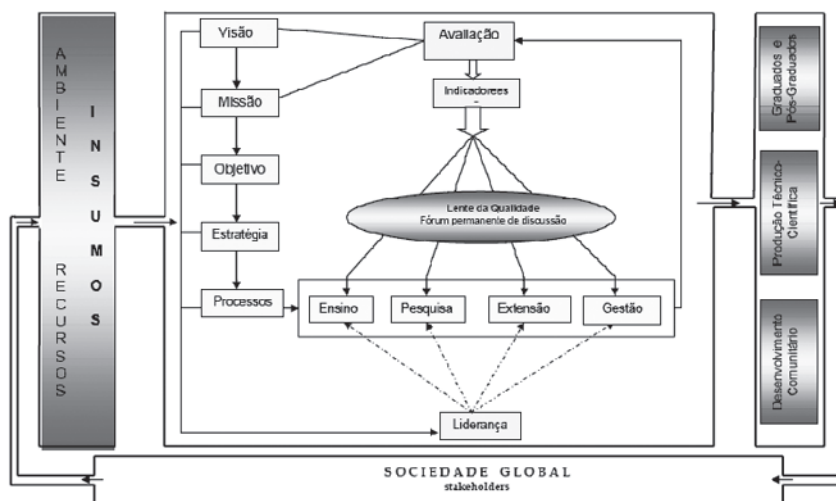 AMBIENTE
RECURSOS
INSUMOS
Visão
Missão
Objetivo
Estratégia
Processos
Avaliação
Indicadorees
–
Lente da Qualidade
Fórum permanente de discussão
Ensino
Pesquisa
Extensão
Gestão
Liderança
Graduados e
Pós-Graduados
Produção Técnico-
Científica
Desenvolvimento
Comunitário
SOCIEDADE GLOBAL
stakeholders